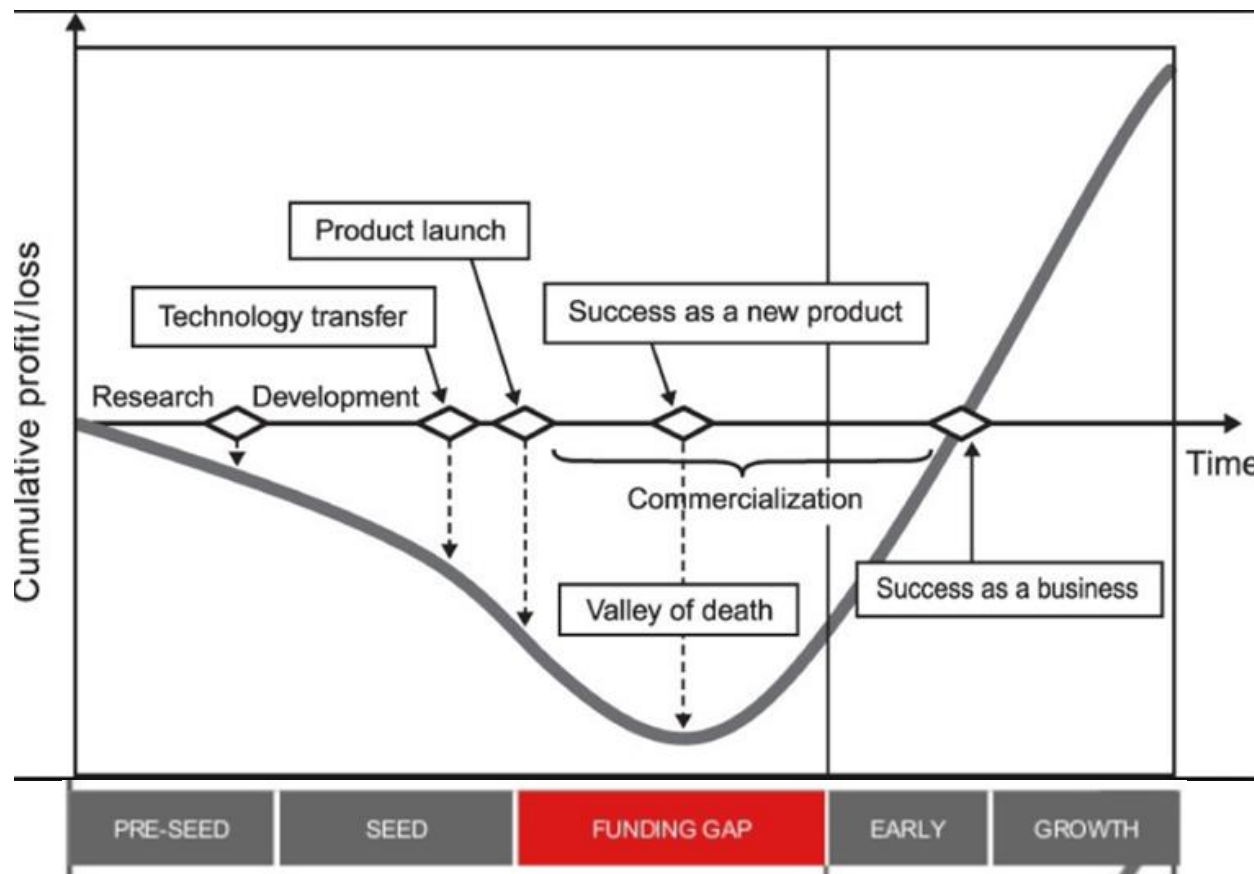 Product launch
Technology transfer
Success as a new product
Research
Development
Cumulative profit/loss
Time
Commercialization
Success as a business
Valley of death
PRE-SEED
SEED
FUNDING GAP
EARLY
GROWTH